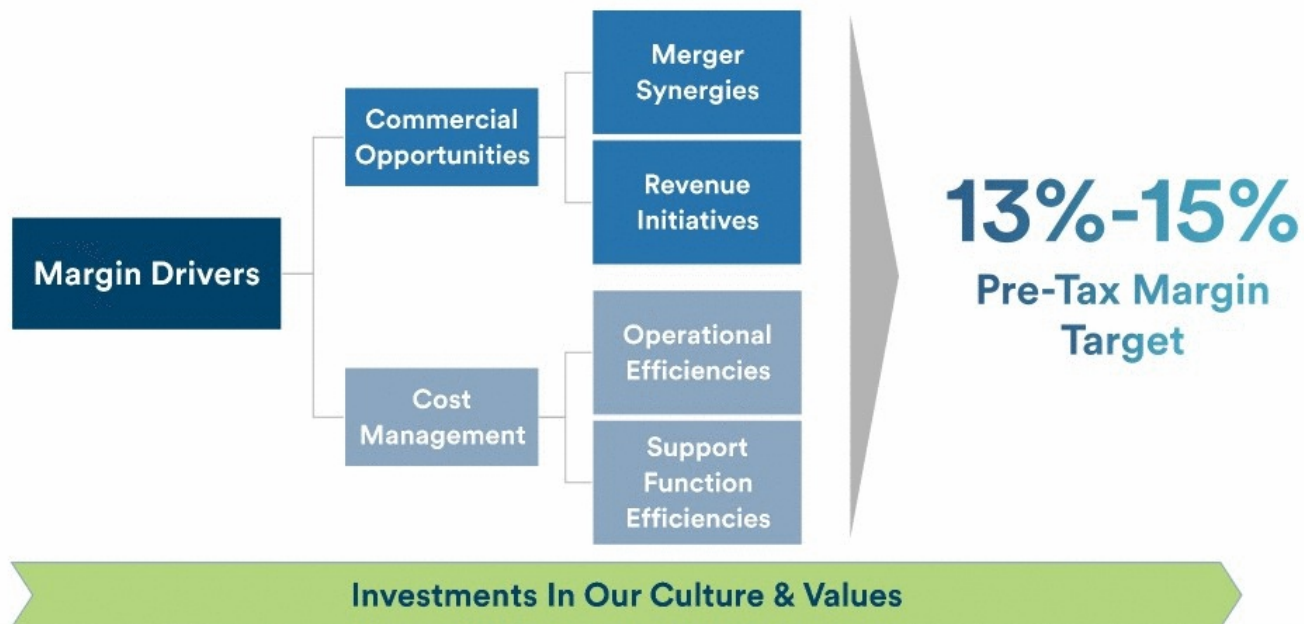 Margin Drivers
Commercial
Opportunities
Merger
Synergies
Revenue
Initiatives
Cost
Management
Operational
Efficiencies
Support
Function
Efficiencies
13%-15%
Pre-Tax Margin
Target
Investments In Our Culture & Values